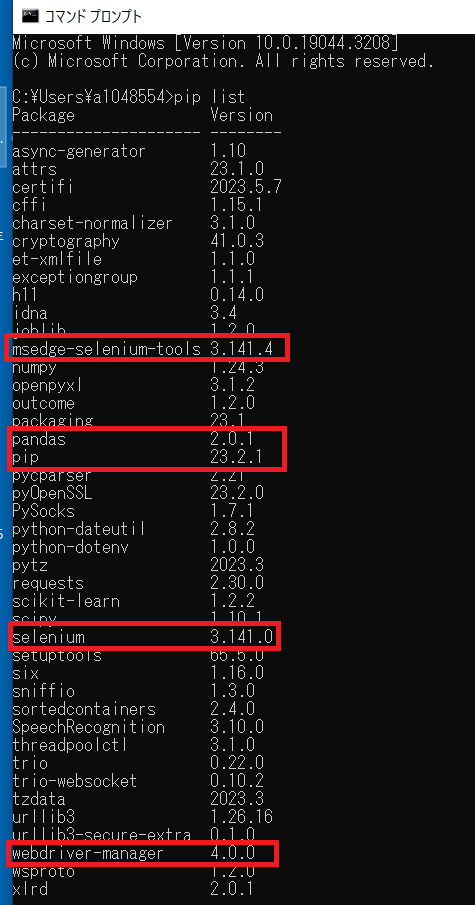 コマンド プロンプト
Microsoft Windows [Version 10.0.19044.3208]
(c) Microsoft Corporation. All rights reserved.
C:¥Users¥a1048554>pip list
Package Version
-------------------- --------
async-generator 1.10
attrs 23.1.0
certifi 2023.5.7
cffi 1.15.1
charset-normalizer 3.1.0
cryptography 41.0.3
et-xmlfile 1.1.0
exceptiongroup 1.1.1
h11 0.14.0
idna 3.4
joblib 1.2.0
msedge-selenium-tools 3.141.4
numpy 1.24.3
openpyxl 3.1.2
outcome 1.2.0
packaging 23.1
pandas 2.0.1
pip 23.2.1
pycparser 2.21
pyOpenSSL 23.2.0
PySocks 1.7.1
python-dateutil 2.8.2
python-dotenv 1.0.0
pytz 2023.3
requests 2.30.0
scikit-learn 1.2.2
scipy 1.10.1
selenium 3.141.0
setuptools 65.5.0
six 1.16.0
sniffio 1.3.0
sortedcontainers 2.4.0
SpeechRecognition 3.10.0
threadpoolctl 3.1.0
trio 0.22.0
trio-websocket 0.10.2
tzdata 2023.3
urllib3 1.26.16
urllib3-secure-extra 0.1.0
webdriver-manager 4.0.0
wsproto 1.2.0
xlrd 2.0.1